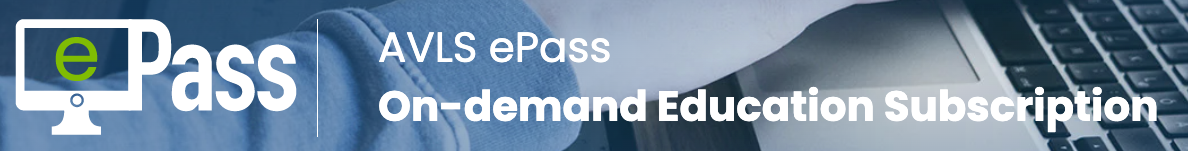 ePass
AVLS ePass
On-demand Education Subscription